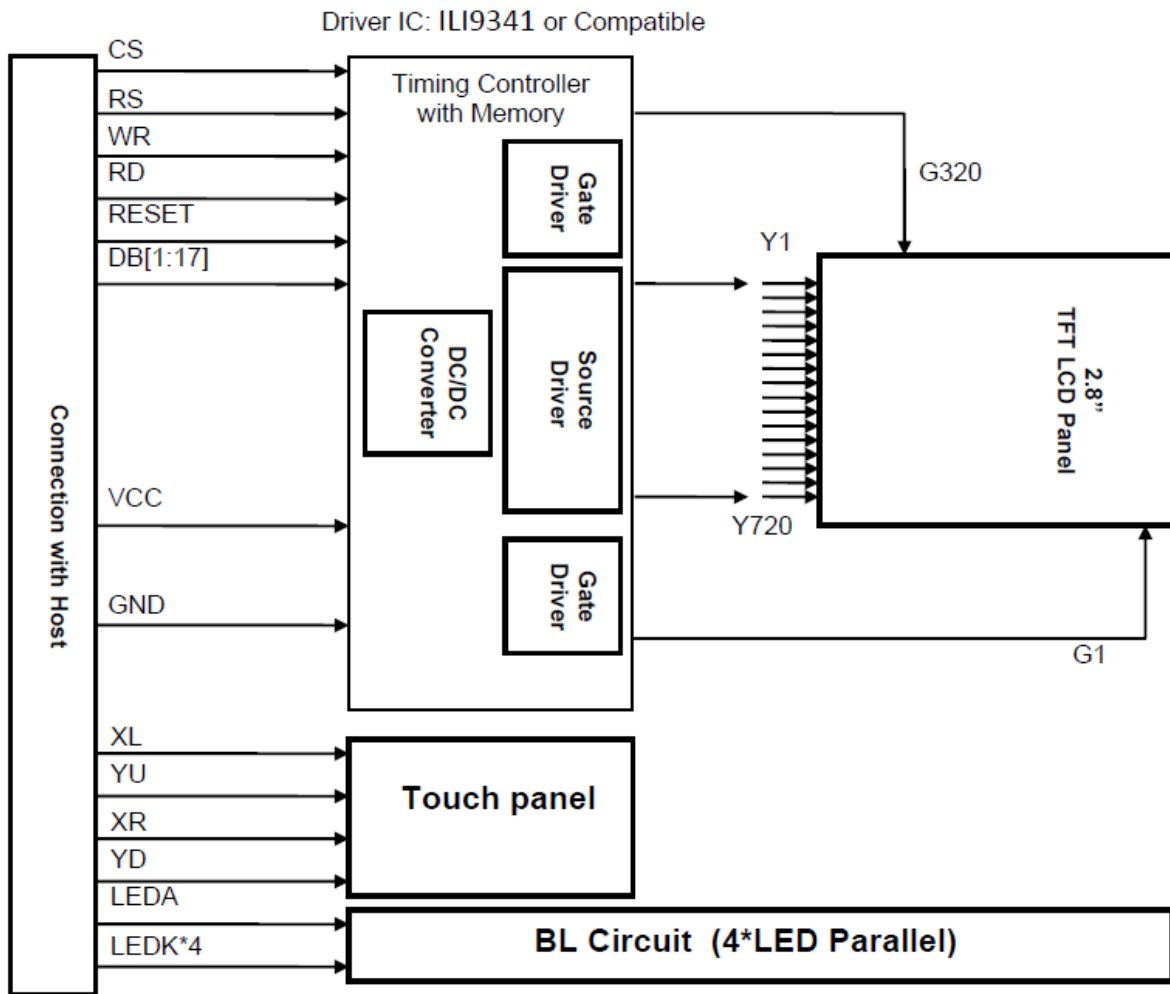 Driver IC: ILI9341 or Compatible
CS
RS
WR
RD
RESET
DB[1:17]
VCC
GND
XL
YU
XR
YD
LEDA
LEDK*4
Connection with Host
Timing Controller
with Memory
Gate
Driver
DC/DC
Converter
Source
Driver
Gate
Driver
G320
Y1
Y720
G1
2.8”
TFT LCD Panel
Touch panel
BL Circuit (4*LED Parallel)